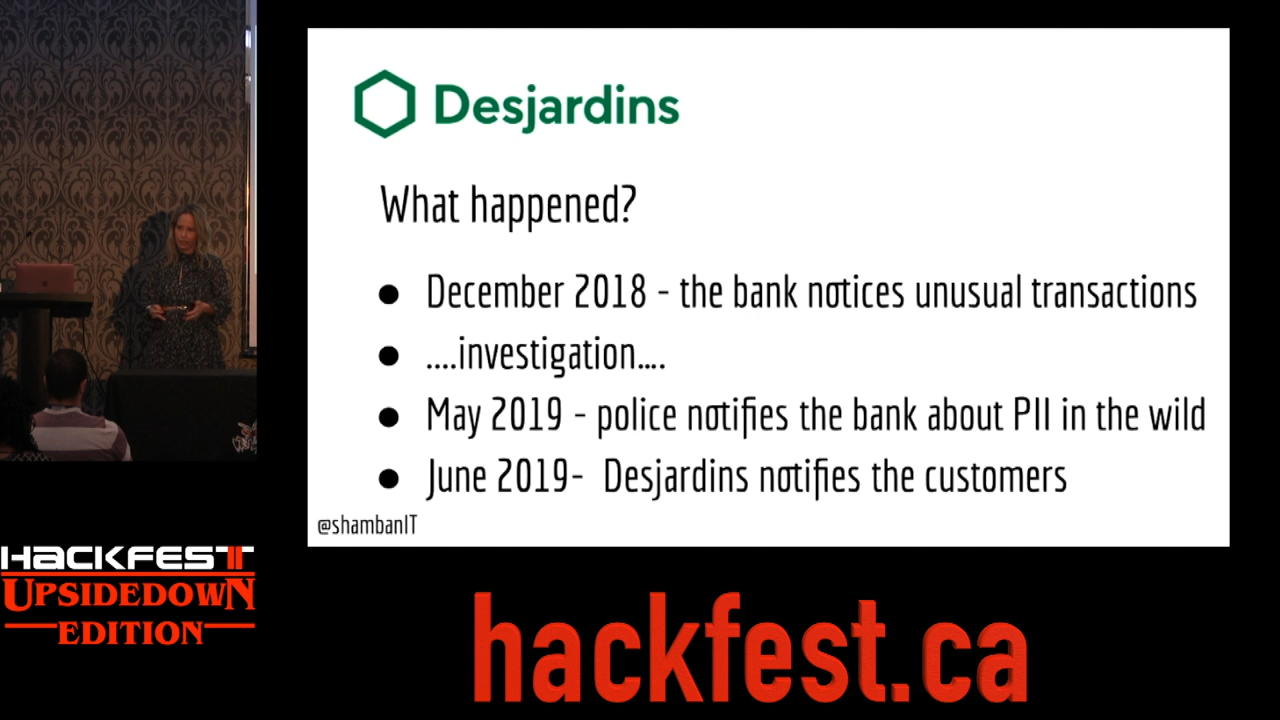 Desjardins
What happened?
● December 2018 - the bank notices unusual transactions
● ....investigation....
● May 2019 - police notifies the bank about PII in the wild
● June 2019- Desjardins notifies the customers
@shambanIT
HACKFEST
UPSIDEDOWN
EDITION
hackfest.ca